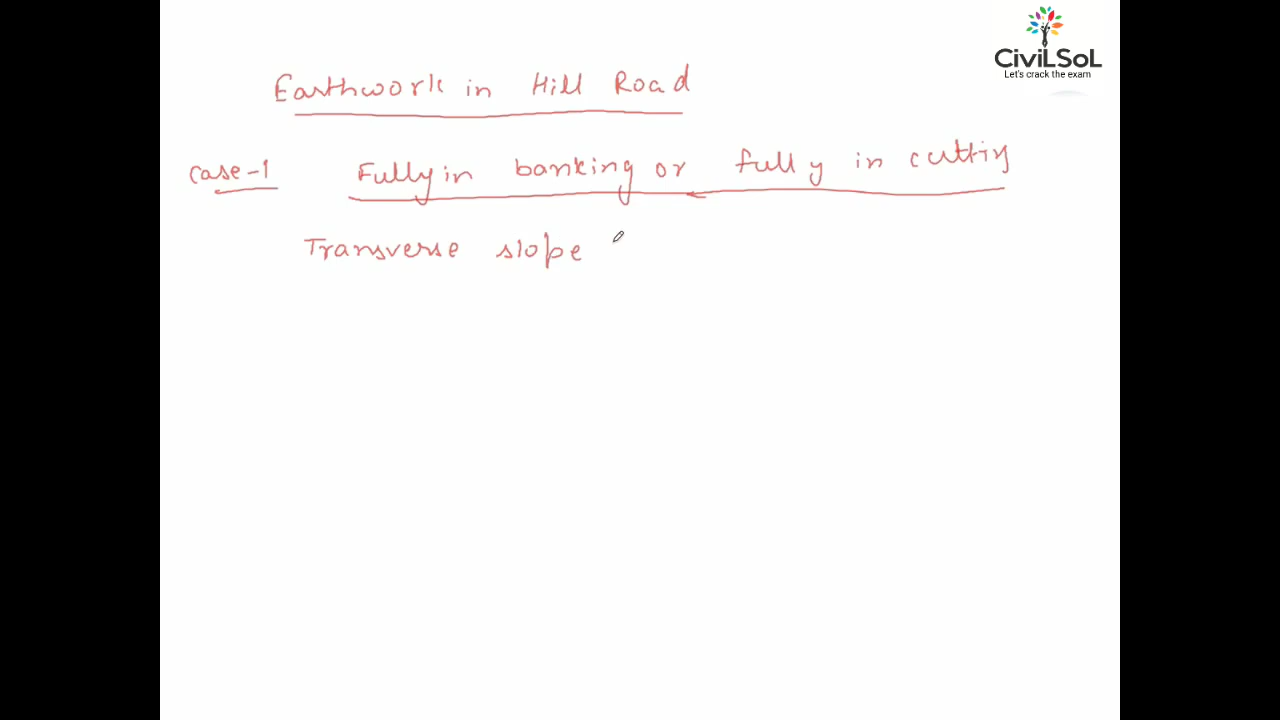 CiViLSoL
Let's crack the exam
Earthwork in Hill Road
Case-1 Fully in banking or fully in cutting
Transverse slope